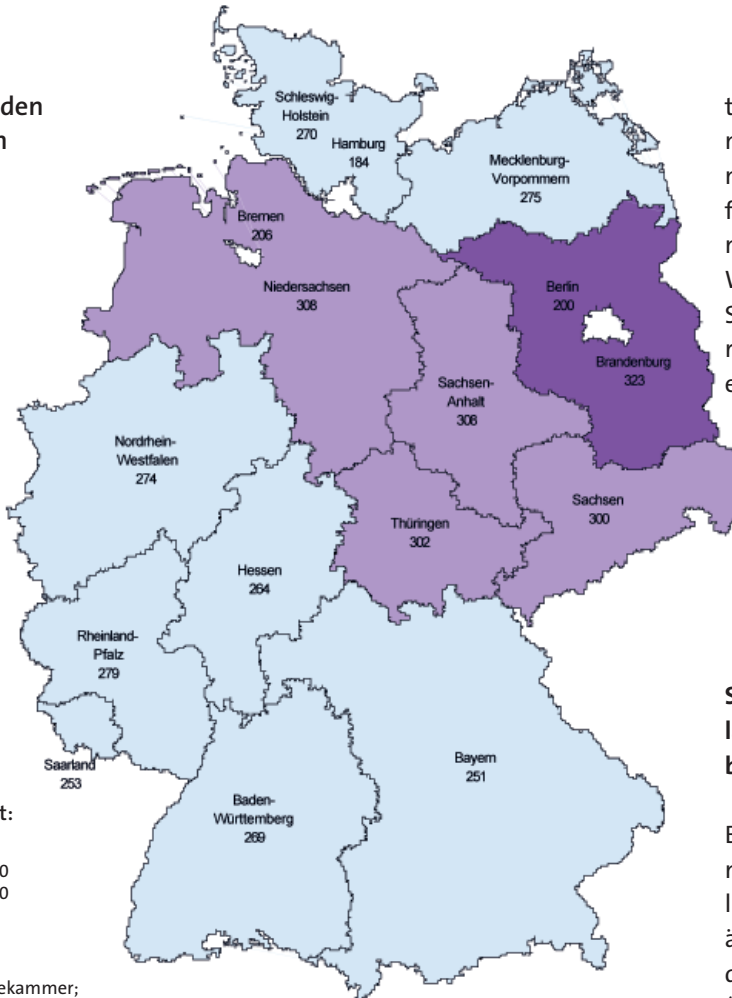 den
n
Schleswig-
Holstein
270
Hamburg
184
Mecklenburg-
Vorpommern
275
Bremen
206
Niedersachsen
308
Berlin
200
Brandenburg
323
Sachsen-
Anhalt
308
Nordrhein-
Westfalen
274
Sachsen
300
Thüringen
302
Hessen
264
Rheinland-
Pfalz
279
Saarland
253
Bayern
251
Baden-
Württemberg
269
t:
0
0
ekammer;
t
r
r
f
r
V
S
r
e
S
I
b
E
r
I
ä